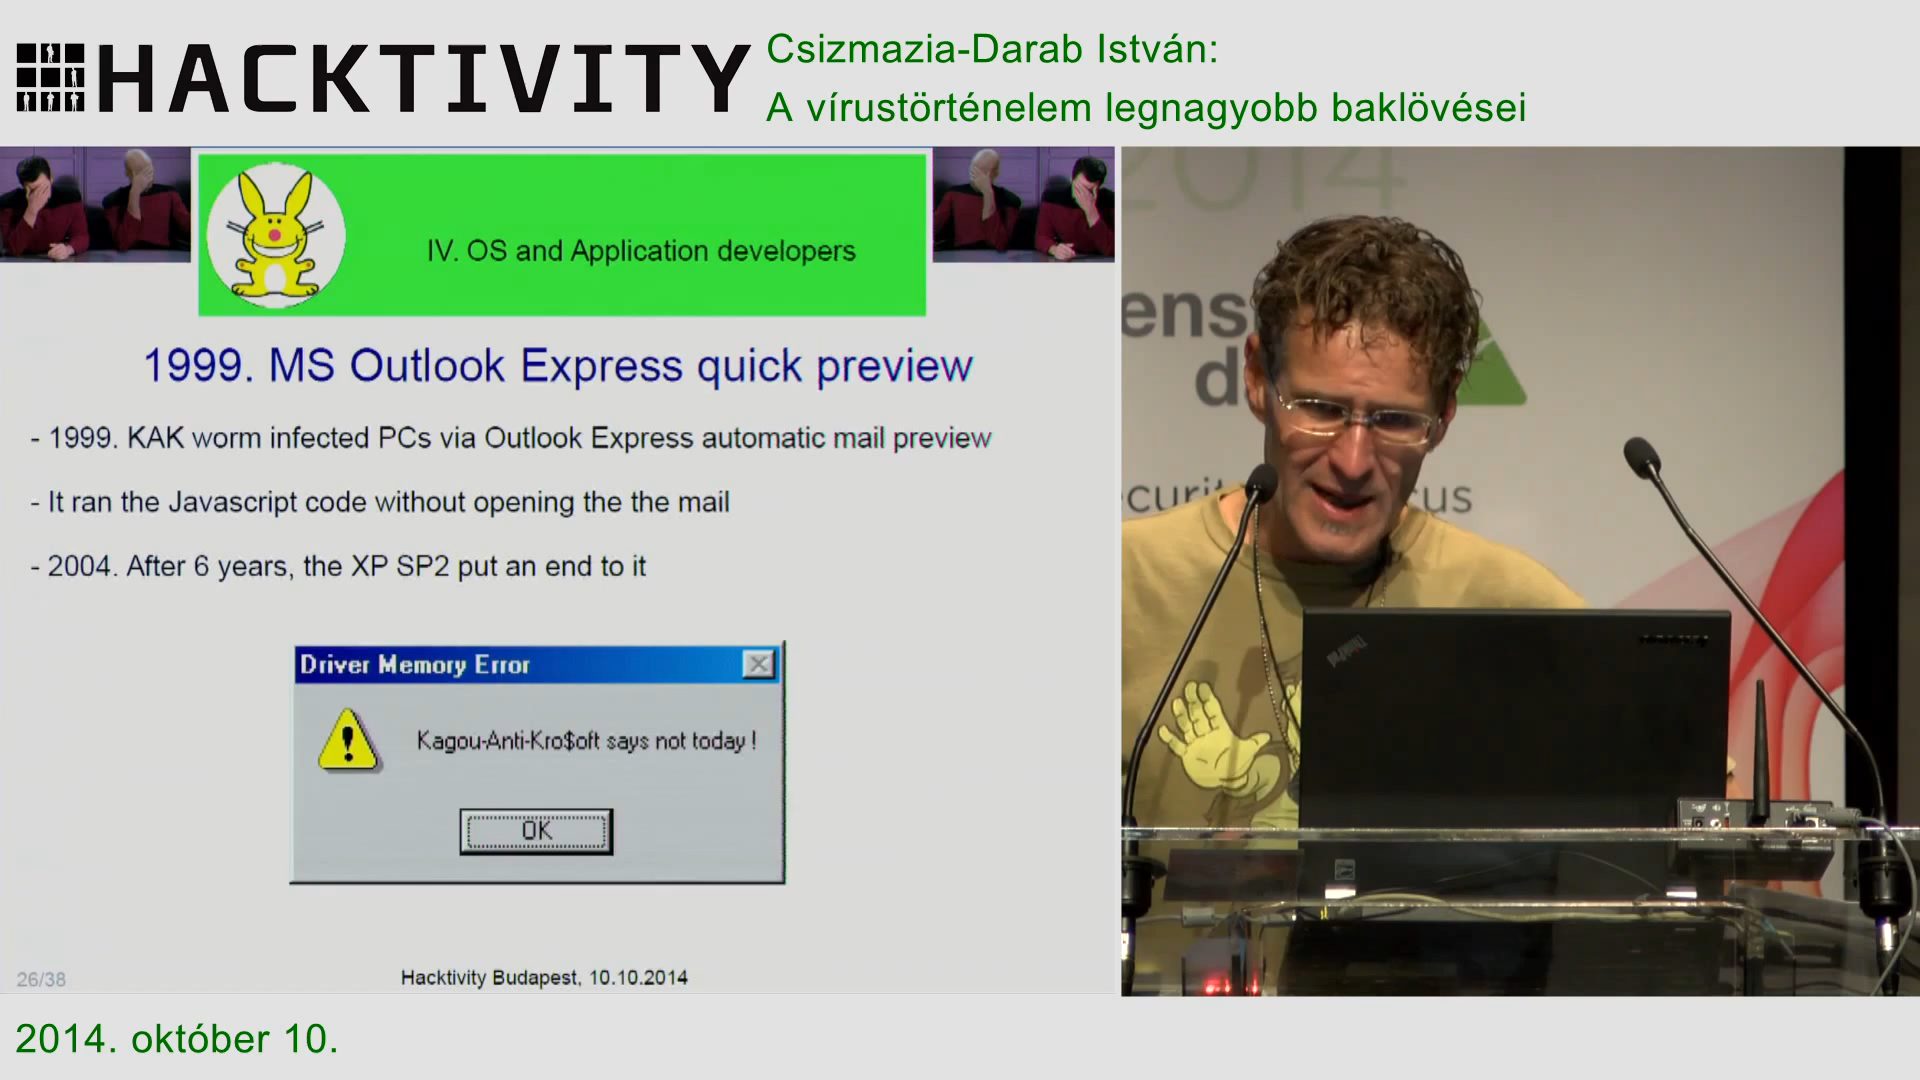 HACKTIVITY
Csizmazia-Darab István:
A vírustörténelem legnagyobb baklövései
IV. OS and Application developers
1999. MS Outlook Express quick preview
- 1999. KAK worm infected PCs via Outlook Express automatic mail preview
- It ran the Javascript code without opening the the mail
- 2004. After 6 years, the XP SP2 put an end to it
Driver Memory Error
Kagou-Anti-Kro$oft says not today !
OK
26/38
Hacktivity Budapest, 10.10.2014
2014
ThinkPad
2014. október 10.